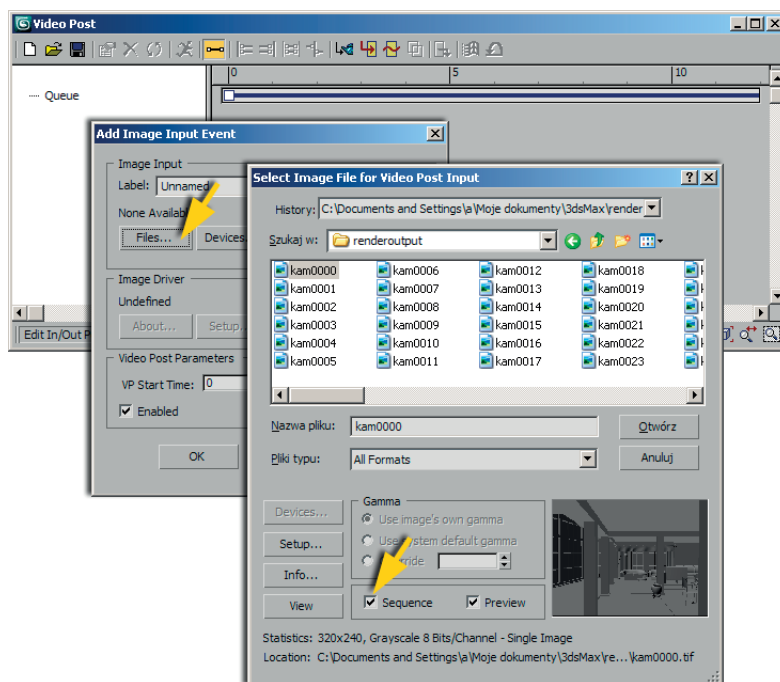 Video Post
0 5 10
Queue
Add Image Input Event
Image Input
Label: Unnamed
None
Files... Devices
Image Driver
Undefined
About... Setup
Video Post Parameters
VP Start Time: 0
Enabled
OK
Edit In/Out
Select Image File for Video Post Input
History: C:\Documents and Settings\a\Moje dokumenty\3dsMax\render
Szukaj w: renderoutput
kam0000 kam0006 kam0012 kam0018
kam0001 kam0007 kam0013 kam0019
kam0002 kam0008 kam0014 kam0020
kam0003 kam0009 kam0015 kam0021
kam0004 kam0010 kam0016 kam0022
kam0005 kam0011 kam0017 kam0023
Nazwa pliku: kam0000 Otwórz
Pliki typu: All Formats Anuluj
Devices...
Setup...
Info...
View
Gamma
Use image's own gamma
Use system default gamma
Sequence Preview
Statistics: 320x240, Grayscale 8 Bits/Channel - Single Image
Location: C:\Documents and Settings\a\Moje dokumenty\3dsMax\re...\kam0000.tif